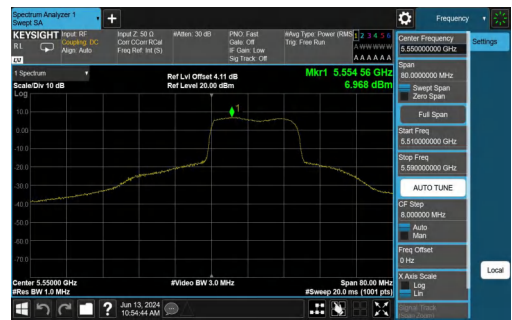 Spectrum Analyzer 1
Swept SA
Frequency
KEYSIGHT
RL
Input: RF
Coupling: DC
Align: Auto
Input Z: 50 Ω
Corr CCorr RCal
Freq Ref: Int (S)
#Atten: 30 dB
PNO: Fast
Gate: Off
IF Gain: Low
Sig Track: Off
#Avg Type: Power (RMS
Trig: Free Run
1 2 3 4 5 6
A W W W W W
A A A A A A
1 Spectrum
Scale/Div 10 dB
Log
Ref Lvl Offset 4.11 dB
Ref Level 20.00 dBm
Mkr1 5.554 56 GHz
6.968 dBm
1
10.0
0.00
-10.0
-20.0
-30.0
-40.0
-50.0
-60.0
-70.0
Center 5.55000 GHz
#Res BW 1.0 MHz
#Video BW 3.0 MHz
Span 80.00 MHz
#Sweep 20.0 ms (1001 pts)
Center Frequency
5.550000000 GHz
Settings
Span
80.0000000 MHz
Swept Span
Zero Span
Full Span
Start Freq
5.510000000 GHz
Stop Freq
5.590000000 GHz
AUTO TUNE
CF Step
8.000000 MHz
Auto
Man
Freq Offset
0 Hz
X Axis Scale
Log
Lin
Signal Track
Local
Jun 13, 2024
10:54:44 AM